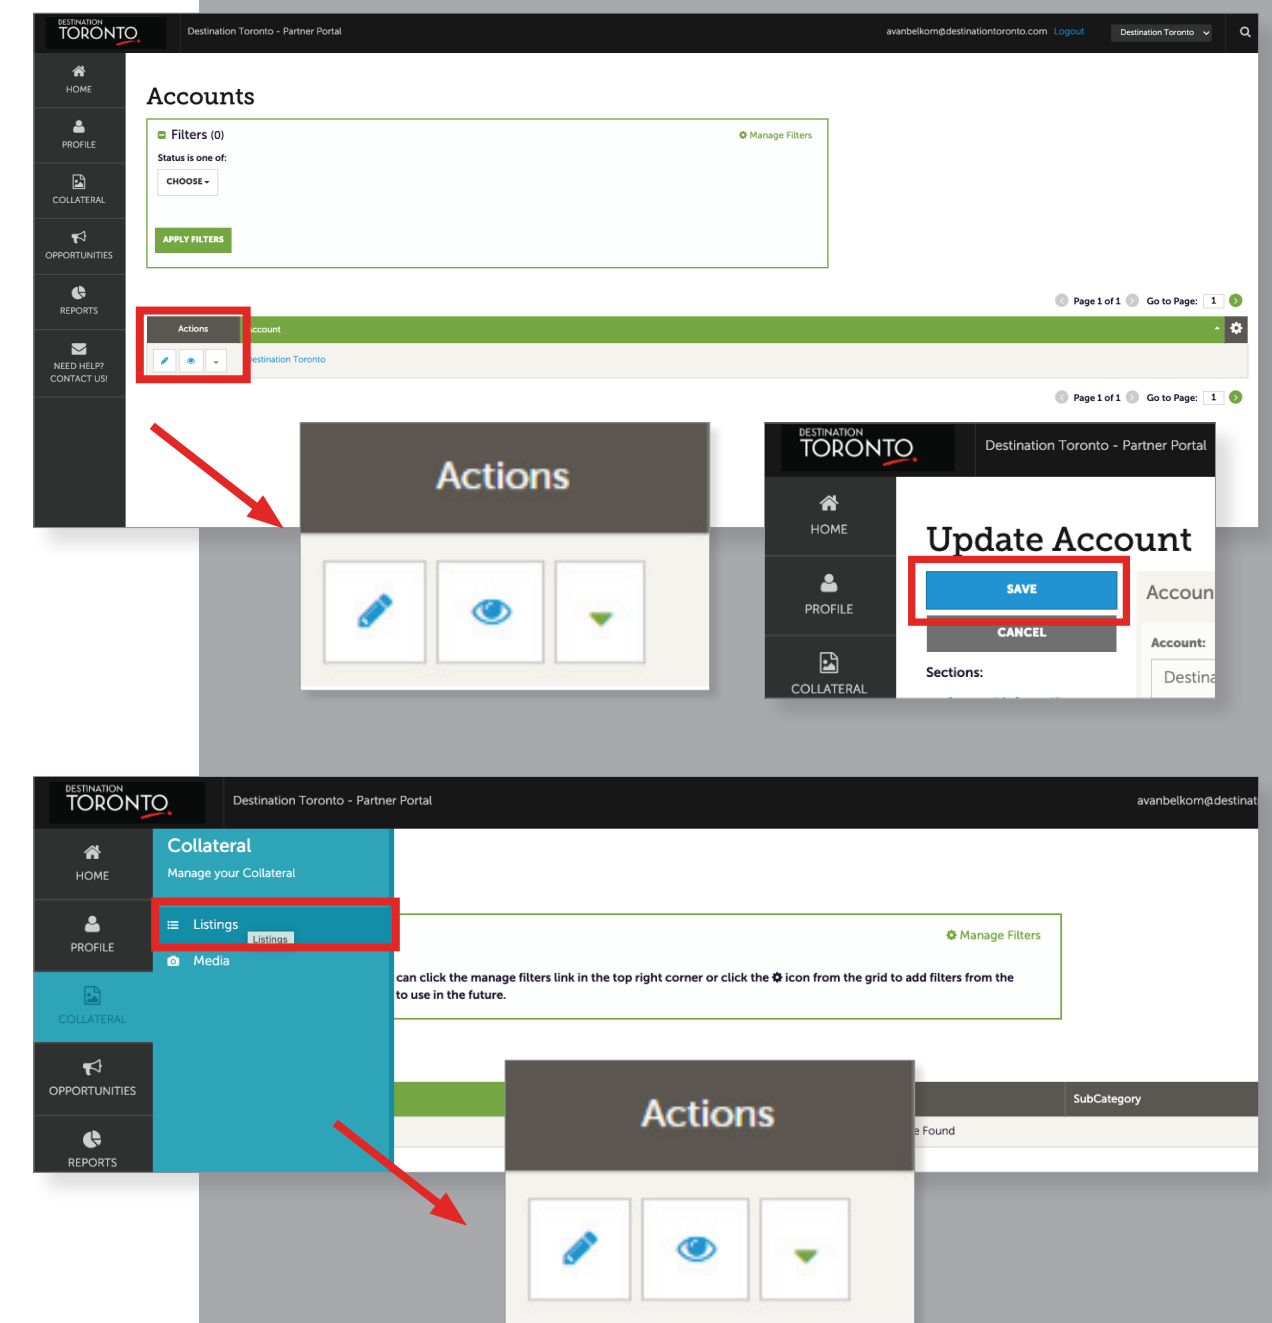 DESTINATION
TORONTO
Destination Toronto - Partner Portal
avanbelkom@destinationtoronto.com Logout
Destination Toronto
HOME
PROFILE
COLLATERAL
OPPORTUNITIES
REPORTS
NEED HELP?
CONTACT US!
Accounts
Filters (0)
Manage Filters
Status is one of:
CHOOSE
APPLY FILTERS
Page 1 of 1
Go to Page: 1
Actions
Account
Destination Toronto
Page 1 of 1
Go to Page: 1
Actions
DESTINATION
TORONTO
Destination Toronto - Partner Portal
HOME
PROFILE
COLLATERAL
Update Account
SAVE
CANCEL
Sections:
Accoun
Account:
Destina
DESTINATION
TORONTO
Destination Toronto - Partner Portal
avanbelkom@destinat
HOME
PROFILE
COLLATERAL
OPPORTUNITIES
REPORTS
Collateral
Manage your Collateral
Listings
Listings
Media
Manage Filters
can click the manage filters link in the top right corner or click the icon from the grid to add filters from the
to use in the future.
SubCategory
e Found
Actions